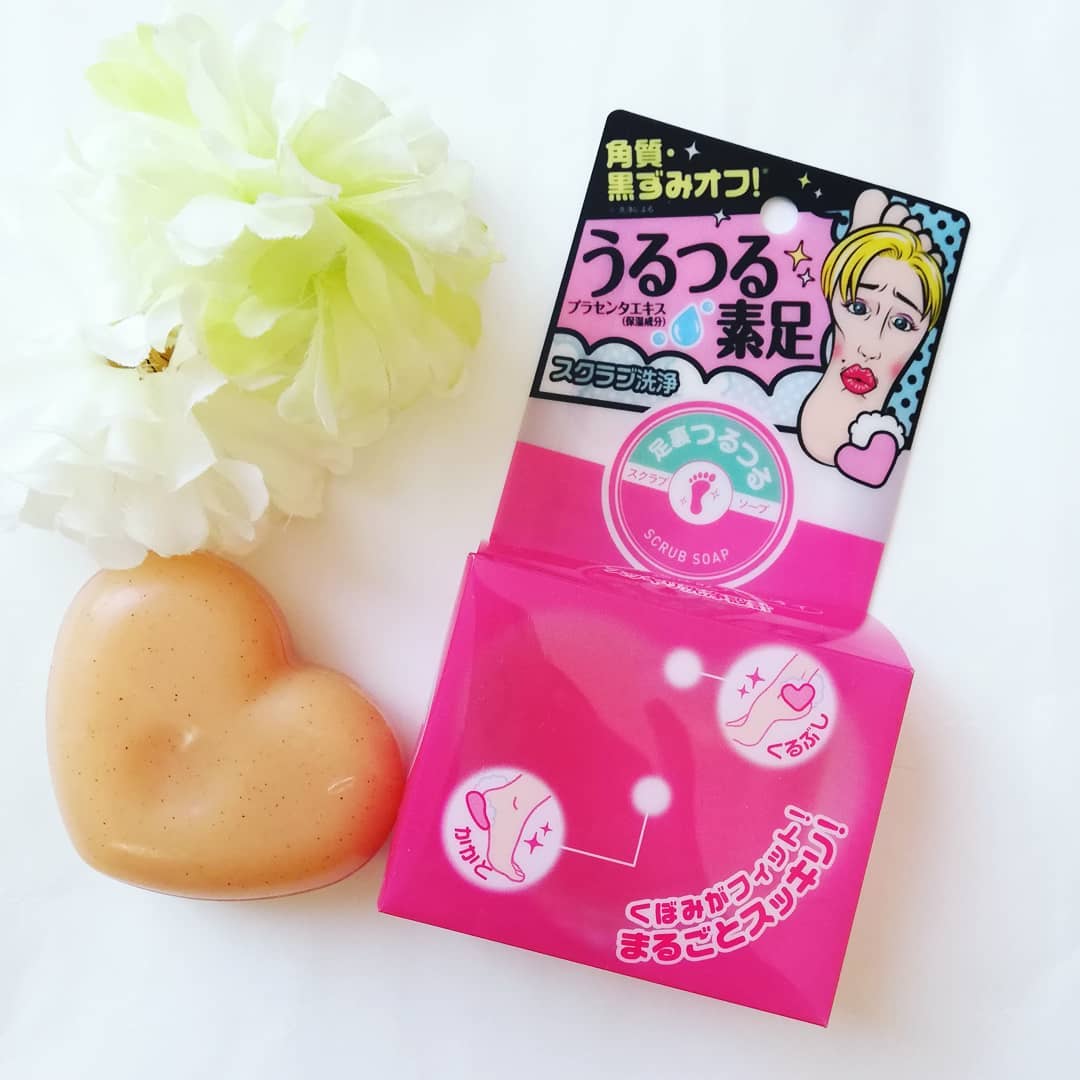 角質・
黒ずみオフ!
うるつる
プラセンタエキス
(保湿成分)
素足
スクラブ洗浄
足裏つるつる
スクラブ
ソープ
SCRUB SOAP
くるぶし
かかと
くぼみがフィット!
まるごとスッキリ!